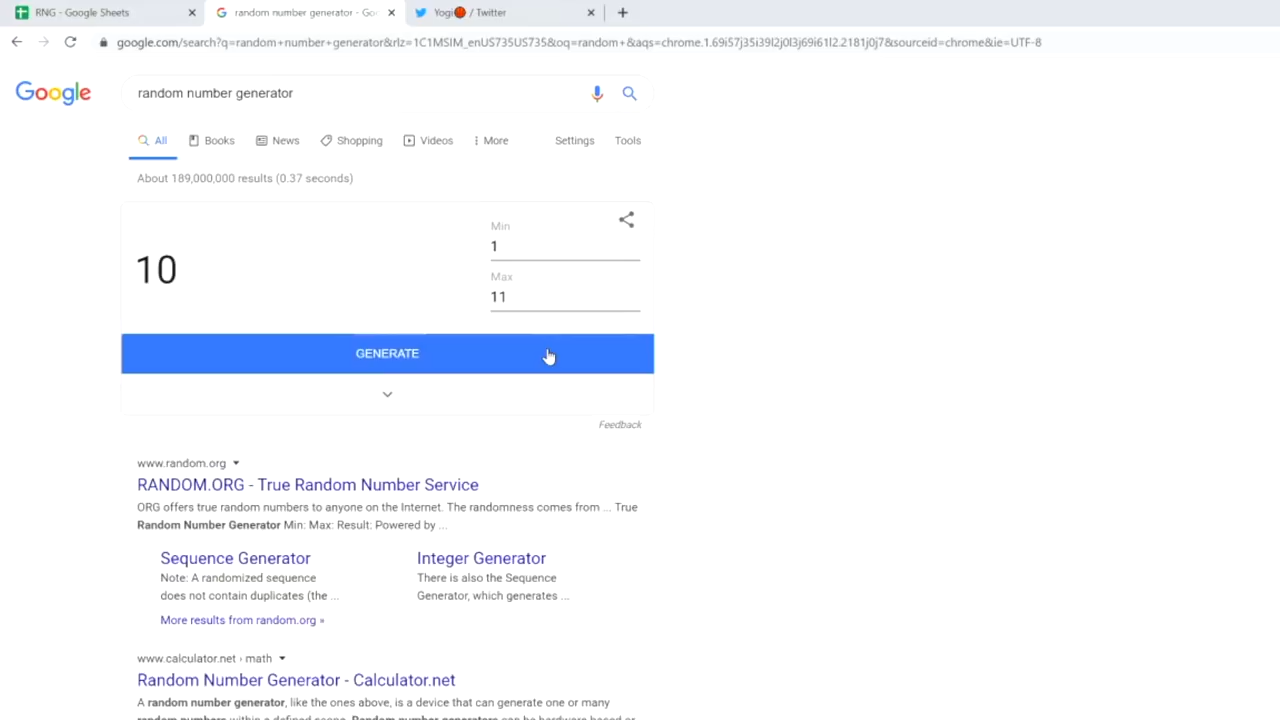 RNG - Google Sheets
random number generator - Go
Yogi / Twitter
google.com/search?q=random+number+generator&rlz=1C1MSIM_enUS735US735&oq=random+&aqs=chrome.1.69i57j35i39l2j0l3j69i61l2.2181j0j7&sourceid=chrome&ie=UTF-8
Google
random number generator
All Books News Shopping Videos More Settings Tools
About 189,000,000 results (0.37 seconds)
Min
1
10
Max
11
GENERATE
Feedback
www.random.org
RANDOM.ORG - True Random Number Service
ORG offers true random numbers to anyone on the Internet. The randomness comes from ... True
Random Number Generator Min: Max: Result: Powered by ...
Sequence Generator
Note: A randomized sequence
does not contain duplicates (the ...
Integer Generator
There is also the Sequence
Generator, which generates ...
More results from random.org »
www.calculator.net › math
Random Number Generator - Calculator.net
A random number generator, like the ones above, is a device that can generate one or many
random numbers within a defined scope. Random number generators can be hardware based or